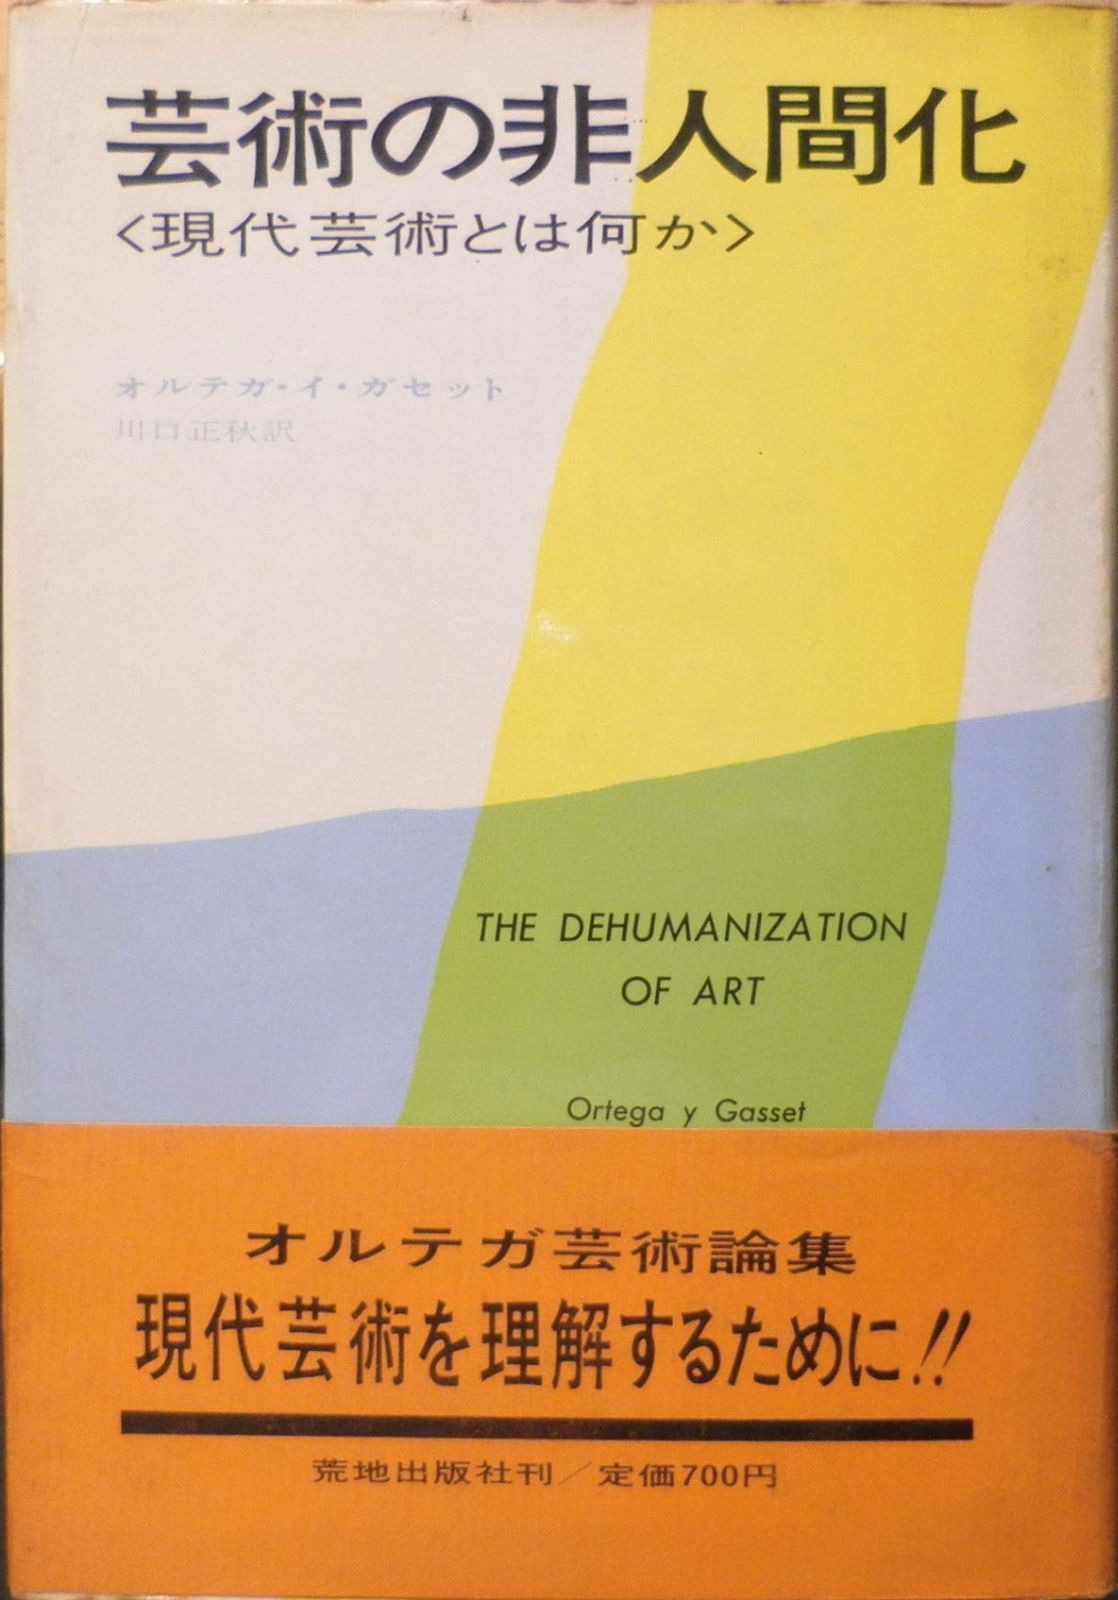 芸術の非人間化
<現代芸術とは何か>
オルテガ・イ・ガセット
川口正秋訳
THE DEHUMANIZATION
OF ART
Ortega y Gasset
オルテガ芸術論集
現代芸術を理解するために!!
荒地出版社刊／定価700円